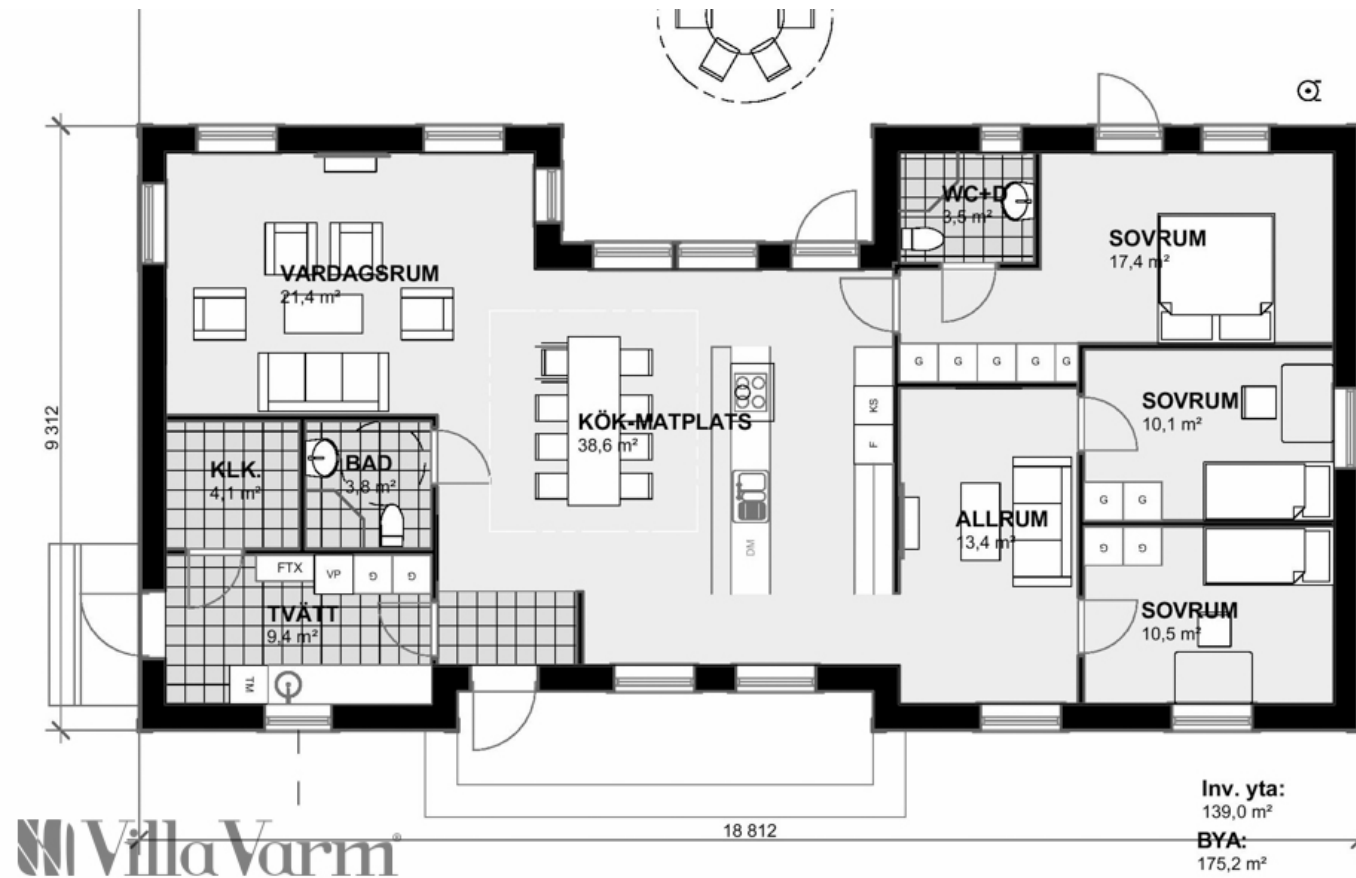 WC+D
3,5 m²
SOVRUM
17,4 m²
VARDAGSRUM
21,4 m²
G G G G G
9 312
KÖK-MATPLATS
38,6 m²
KS
F
SOVRUM
10,1 m²
KLK.
4,1 m²
BAD
3,8 m²
G G
ALLRUM
13,4 m²
DM
G G
FTX
VP
G G
TVÄTT
9,4 m²
SOVRUM
10,5 m²
TM
Inv. yta:
139,0 m²
18 812
BYA:
175,2 m²
VillaVarm®